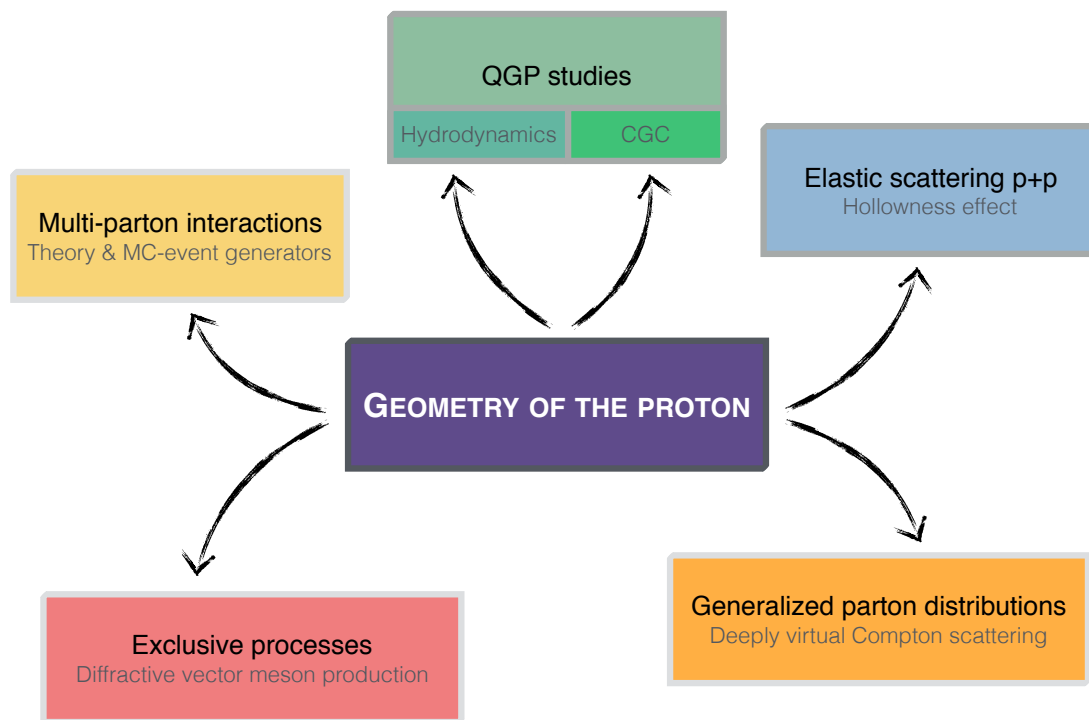 QGP studies
Hydrodynamics
CGC
Elastic scattering p+p
Hollowness effect
Multi-parton interactions
Theory & MC-event generators
GEOMETRY OF THE PROTON
Generalized parton distributions
Deeply virtual Compton scattering
Exclusive processes
Diffractive vector meson production